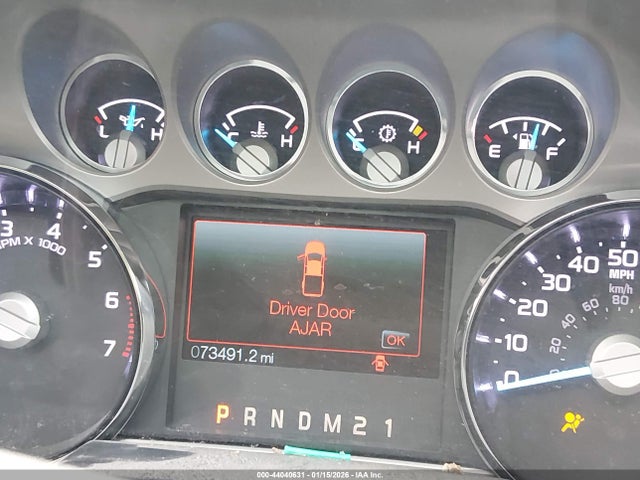 L H
C H
C H
E F
3 4 5 6 7
RPM X 1000
Driver Door
AJAR
OK
073491.2 mi
P R N D M 2 1
0 10 20 30 40 50
MPH
km/h
20 40 60 80
000-44040631 - 01/15/2026 - © IAA Inc.